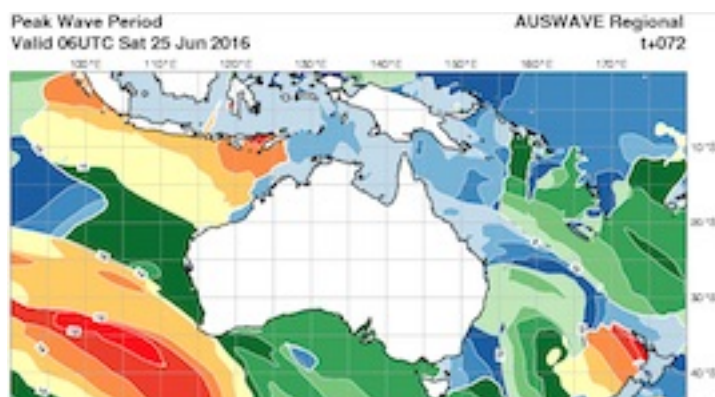 Peak Wave Period AUSWAVE Regional
Valid 06UTC Sat 25 Jun 2016 t+072
100°E 110°E 120°E 130°E 140°E 150°E 160°E 170°E
10°S
20°S
30°S
40°S